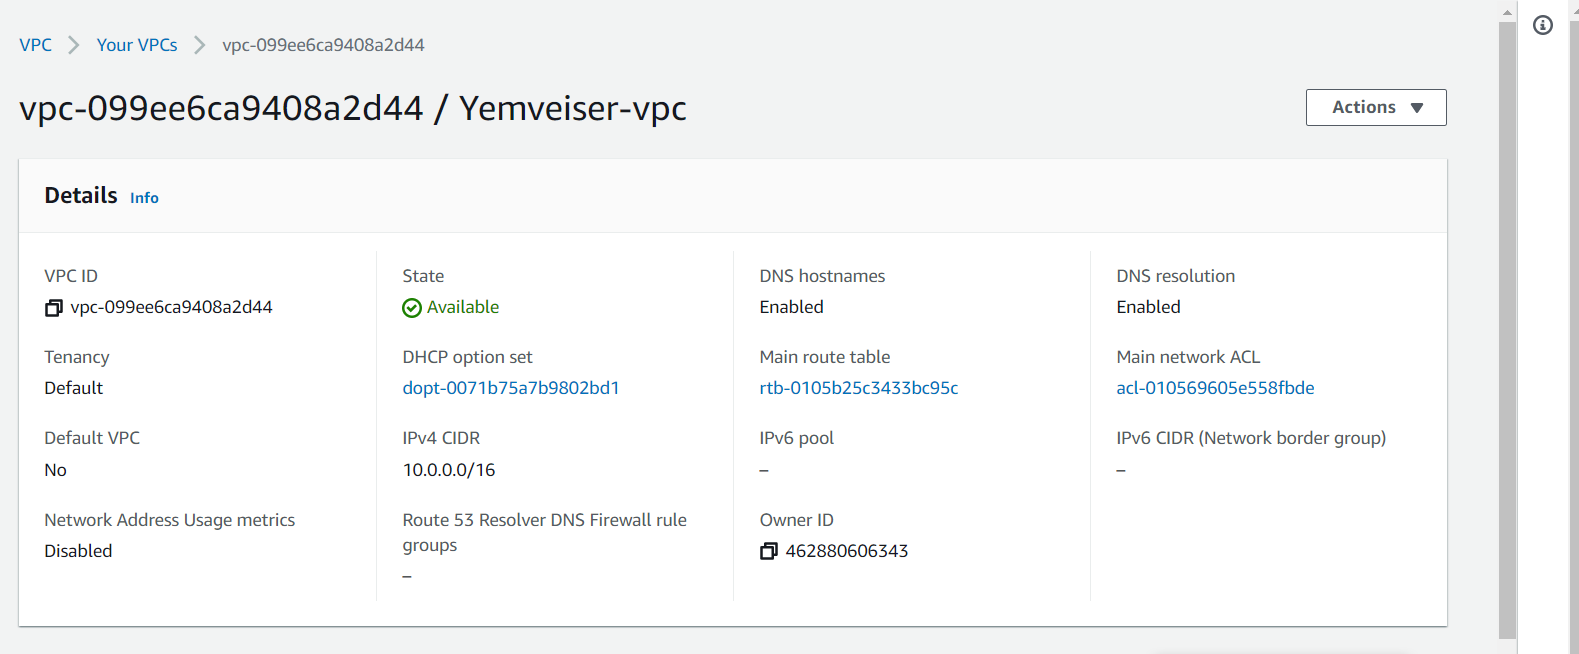 VPC > Your VPCs > vpc-099ee6ca9408a2d44
vpc-099ee6ca9408a2d44 / Yemveiser-vpc
Actions
Details Info
VPC ID
vpc-099ee6ca9408a2d44
State
Available
DNS hostnames
Enabled
DNS resolution
Enabled
Tenancy
Default
DHCP option set
dopt-0071b75a7b9802bd1
Main route table
rtb-0105b25c3433bc95c
Main network ACL
acl-010569605e558fbde
Default VPC
No
IPv4 CIDR
10.0.0.0/16
IPv6 pool
–
IPv6 CIDR (Network border group)
–
Network Address Usage metrics
Disabled
Route 53 Resolver DNS Firewall rule
groups
–
Owner ID
462880606343